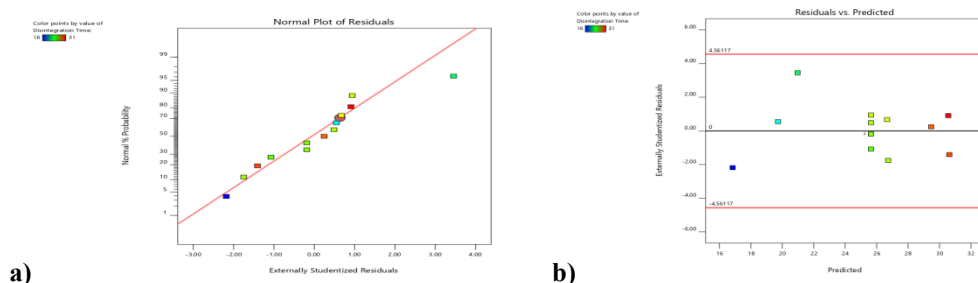 Color points by value of
Disintegration Time:
16 31
Normal Plot of Residuals
Normal % Probability
99
95
90
80
70
50
30
20
10
5
1
-3.00 -2.00 -1.00 0.00 1.00 2.00 3.00 4.00
Externally Studentized Residuals
a)
Color points by value of
Disintegration Time:
16 31
Residuals vs. Predicted
Externally Studentized Residuals
6.00
4.56117
4.00
2.00
0
0.00
-2.00
-4.00
-4.56117
-6.00
16 18 20 22 24 26 28 30 32
Predicted
b)